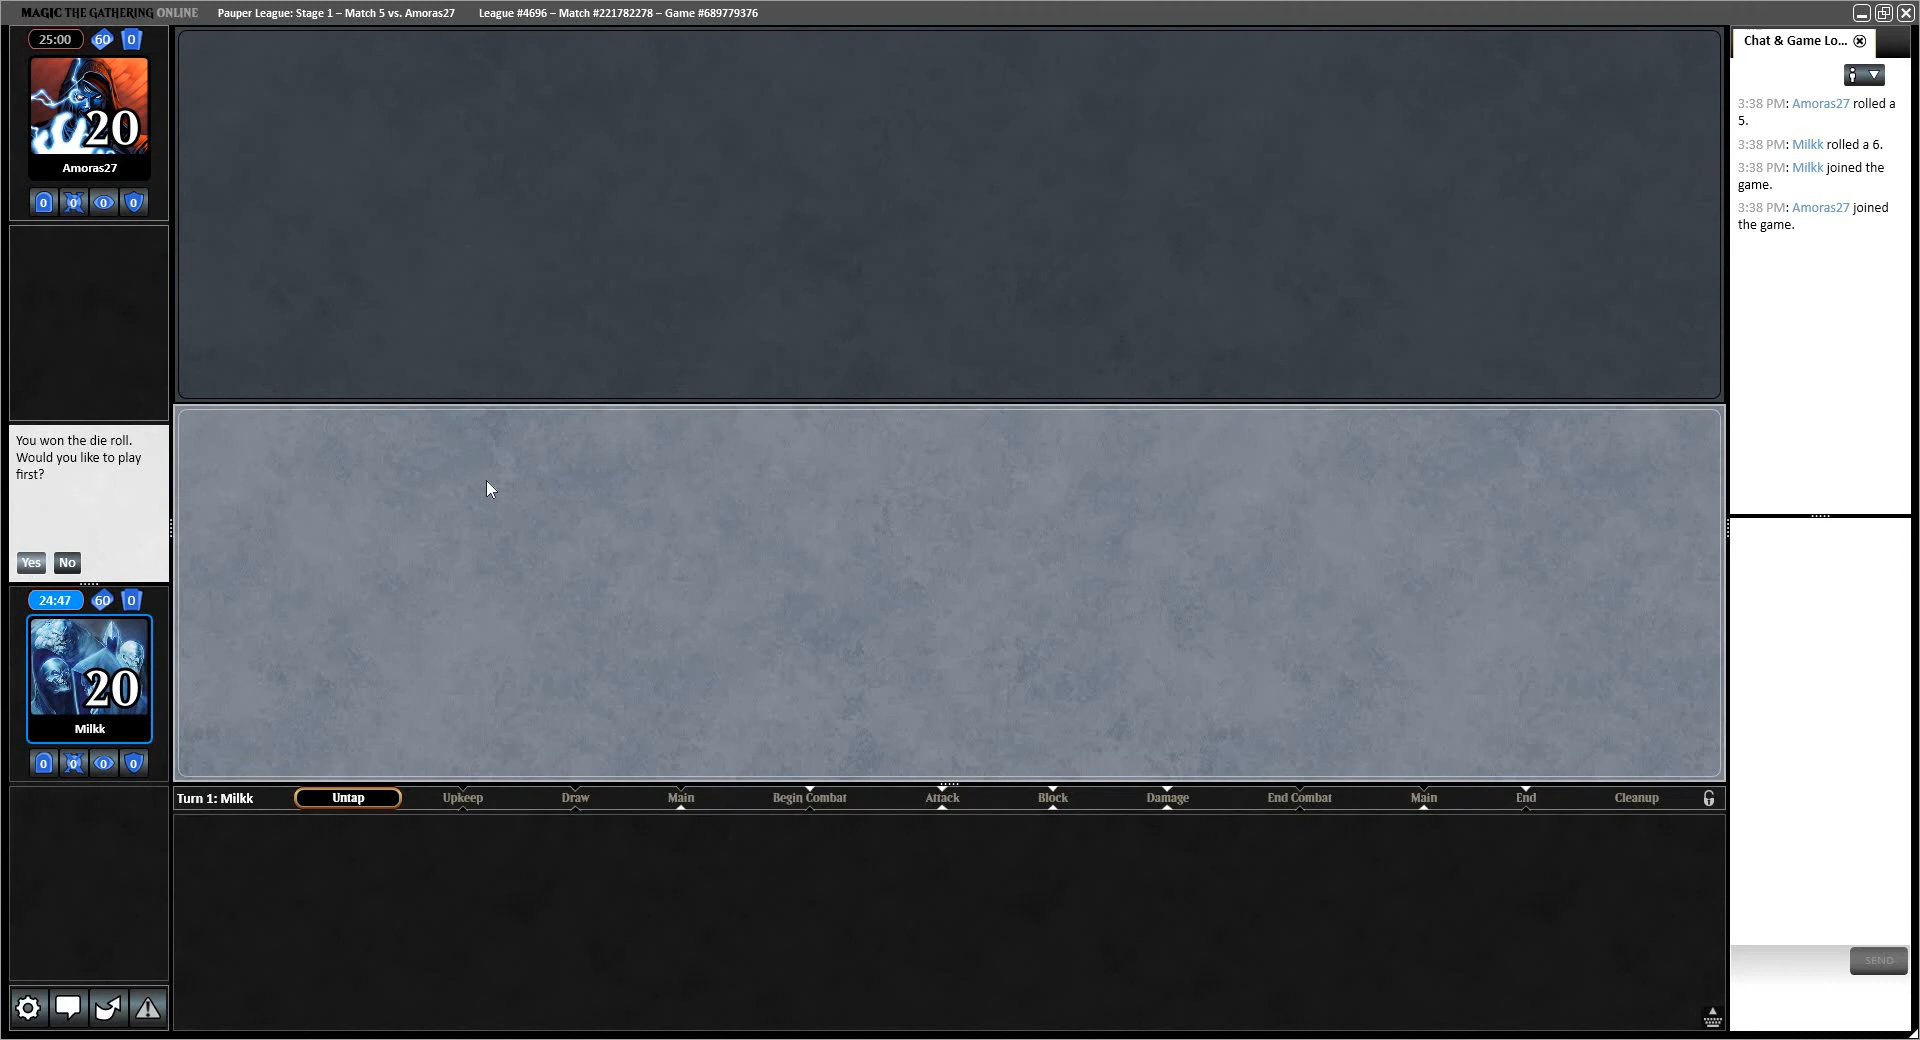 MAGIC THE GATHERING ONLINE
Pauper League: Stage 1 – Match 5 vs. Amoras27
League #4696 – Match #221782278 – Game #689779376
25:00
60
0
20
Amoras27
0
0
0
0
You won the die roll.
Would you like to play
first?
Yes
No
24:47
60
0
20
Milkk
0
0
0
0
Turn 1: Milkk
Untap
Upkeep
Draw
Main
Begin Combat
Attack
Block
Damage
End Combat
Main
End
Cleanup
Chat & Game Lo...
3:38 PM: Amoras27 rolled a
5.
3:38 PM: Milkk rolled a 6.
3:38 PM: Milkk joined the
game.
3:38 PM: Amoras27 joined
the game.
SEND